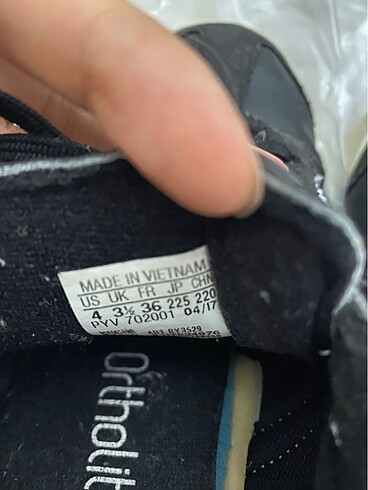 MADE IN VIETNAM
US UK FR JP CHN
4 3½ 36 225 220
PYV 702001 04/17
ART BY3529
Ortholit